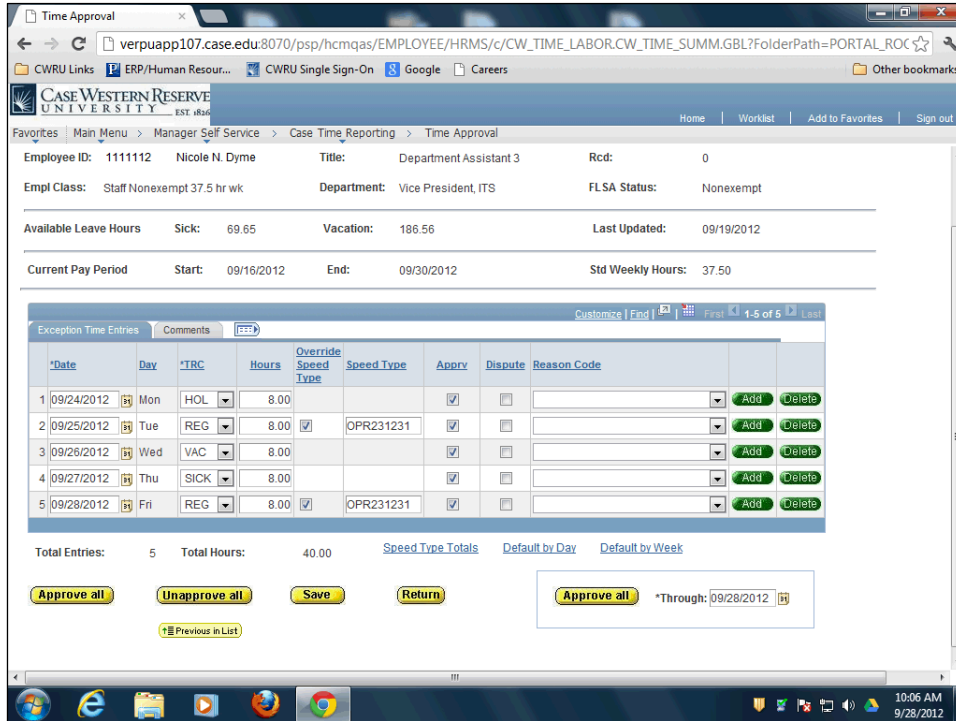 Time Approval
verpuapp107.case.edu:8070/psp/hcmqas/EMPLOYEE/HRMS/c/CW_TIME_LABOR.CW_TIME_SUMM.GBL?FolderPath=PORTAL_ROC
CWRU Links ERP/Human Resour... CWRU Single Sign-On Google Careers Other bookmarks
CASE WESTERN RESERVE
UNIVERSITY EST. 1826
Home | Worklist | Add to Favorites | Sign out
Favorites Main Menu > Manager Self Service > Case Time Reporting > Time Approval
Employee ID: 1111112 Nicole N. Dyme Title: Department Assistant 3 Rcd: 0
Empl Class: Staff Nonexempt 37.5 hr wk Department: Vice President, ITS FLSA Status: Nonexempt
Available Leave Hours Sick: 69.65 Vacation: 186.56 Last Updated: 09/19/2012
Current Pay Period Start: 09/16/2012 End: 09/30/2012 Std Weekly Hours: 37.50
Customize | Find | First 1-5 of 5 Last
Exception Time Entries Comments
*Date Day *TRC Hours Override Speed Type Speed Type Apprv Dispute Reason Code
1 09/24/2012 Mon HOL 8.00 Add Delete
2 09/25/2012 Tue REG 8.00 OPR231231 Add Delete
3 09/26/2012 Wed VAC 8.00 Add Delete
4 09/27/2012 Thu SICK 8.00 Add Delete
5 09/28/2012 Fri REG 8.00 OPR231231 Add Delete
Total Entries: 5 Total Hours: 40.00 Speed Type Totals Default by Day Default by Week
Approve all Unapprove all Save Return Approve all *Through: 09/28/2012
Previous in List
10:06 AM
9/28/2012